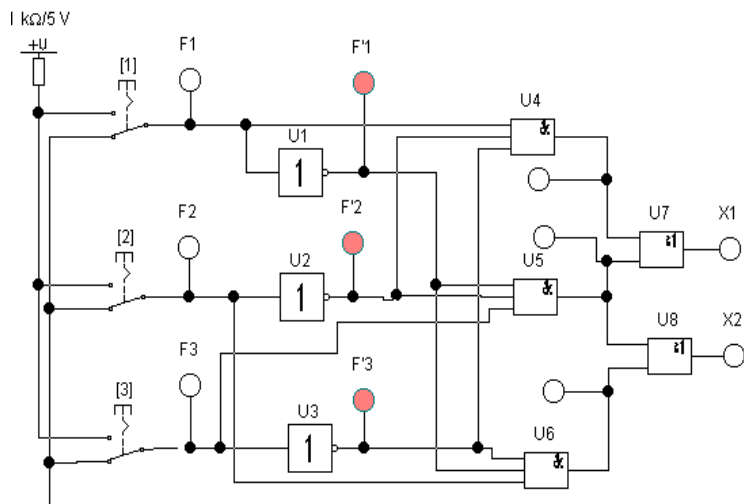 1 kΩ/5 V
+U
[1]
F1
F'1
U4
&
U1
1
U7
X1
≥1
[2]
F2
F'2
U2
1
U5
&
U8
X2
≥1
[3]
F3
F'3
U3
1
U6
&